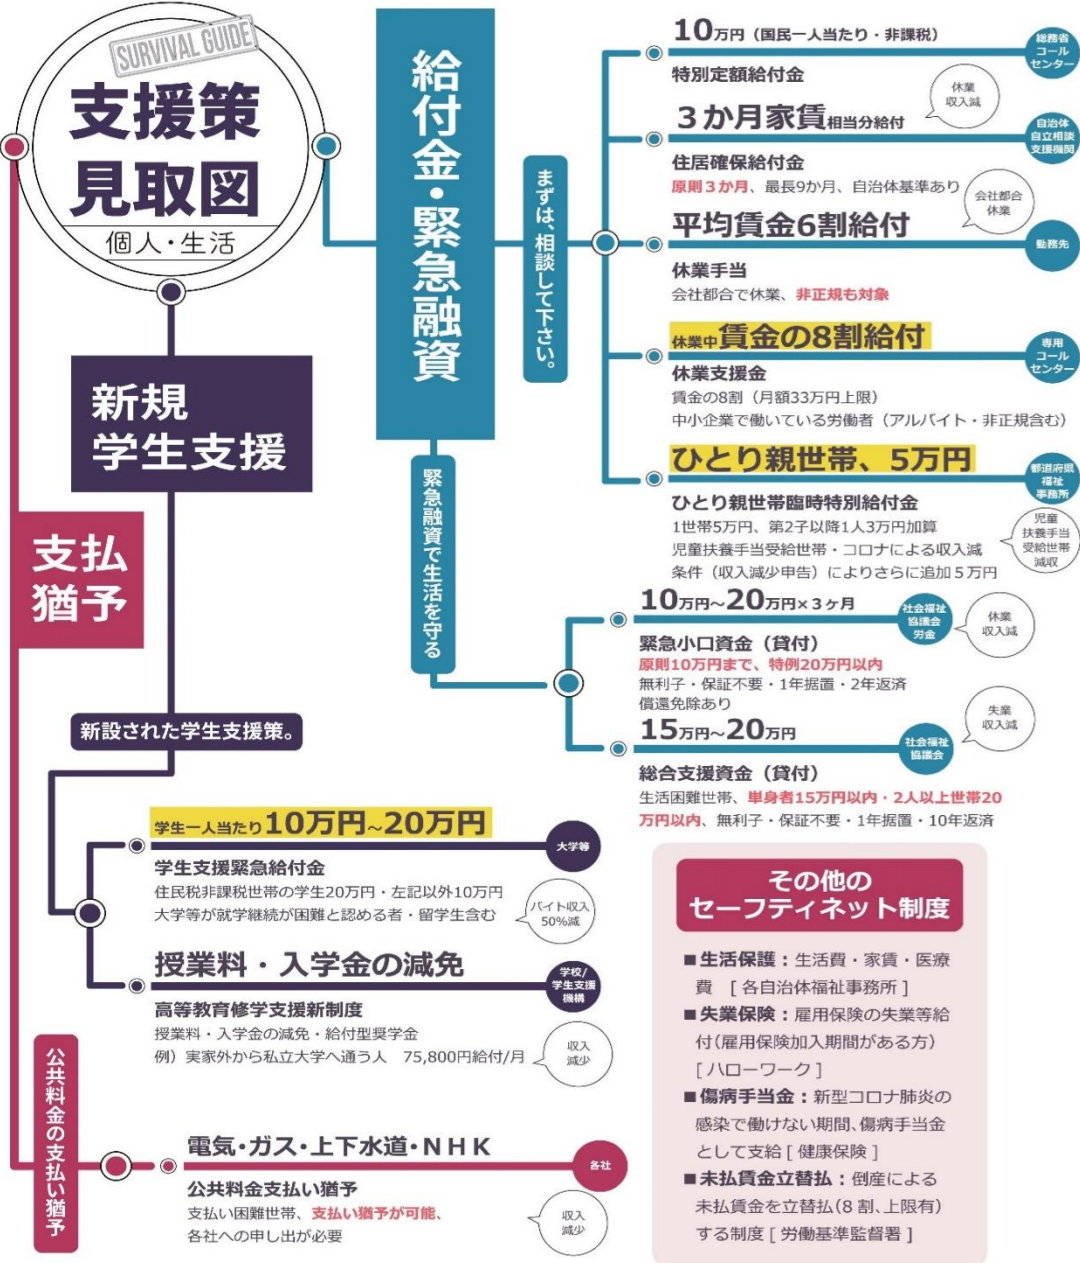 SURVIVAL GUIDE
支援策
見取図
個人・生活
給付金・緊急融資
まずは、相談して下さい。
10万円（国民一人当たり・非課税）
総務省
コール
センター
特別定額給付金
休業
収入減
３か月家賃相当分給付
自治体
自立相談
支援機関
住居確保給付金
原則３か月、最長9か月、自治体基準あり
会社都合
休業
平均賃金6割給付
勤務先
休業手当
会社都合で休業、非正規も対象
休業中賃金の8割給付
専用
コール
センター
休業支援金
賃金の8割（月額33万円上限）
中小企業で働いている労働者（アルバイト・非正規含む）
ひとり親世帯、5万円
都道府県
福祉
事務所
ひとり親世帯臨時特別給付金
1世帯5万円、第2子以降1人3万円加算
児童扶養手当受給世帯・コロナによる収入減
条件（収入減少申告）によりさらに追加５万円
児童
扶養手当
受給世帯
減収
緊急融資で生活を守る
10万円～20万円×３ヶ月
社会福祉
協議会
労金
休業
収入減
緊急小口資金（貸付）
原則10万円まで、特例20万円以内
無利子・保証不要・1年据置・2年返済
償還免除あり
15万円～20万円
社会福祉
協議会
失業
収入減
総合支援資金（貸付）
生活困難世帯、単身者15万円以内・2人以上世帯20
万円以内、無利子・保証不要・1年据置・10年返済
新規
学生支援
新設された学生支援策。
学生一人当たり10万円～20万円
大学等
学生支援緊急給付金
住民税非課税世帯の学生20万円・左記以外10万円
大学等が就学継続が困難と認める者・留学生含む
バイト収入
50%減
授業料・入学金の減免
学校/
学生支援
機構
高等教育修学支援新制度
授業料・入学金の減免・給付型奨学金
例）実家外から私立大学へ通う人　75,800円給付/月
収入
減少
支払
猶予
公共料金の支払い猶予
電気・ガス・上下水道・NHK
各社
公共料金支払い猶予
支払い困難世帯、支払い猶予が可能、
各社への申し出が必要
収入
減少
その他の
セーフティネット制度
■生活保護：生活費・家賃・医療
費　[ 各自治体福祉事務所 ]
■失業保険：雇用保険の失業等給
付（雇用保険加入期間がある方）
[ ハローワーク ]
■傷病手当金：新型コロナ肺炎の
感染で働けない期間、傷病手当金
として支給 [ 健康保険 ]
■未払賃金立替払：倒産による
未払賃金を立替払（8 割、上限有）
する制度 [ 労働基準監督署 ]